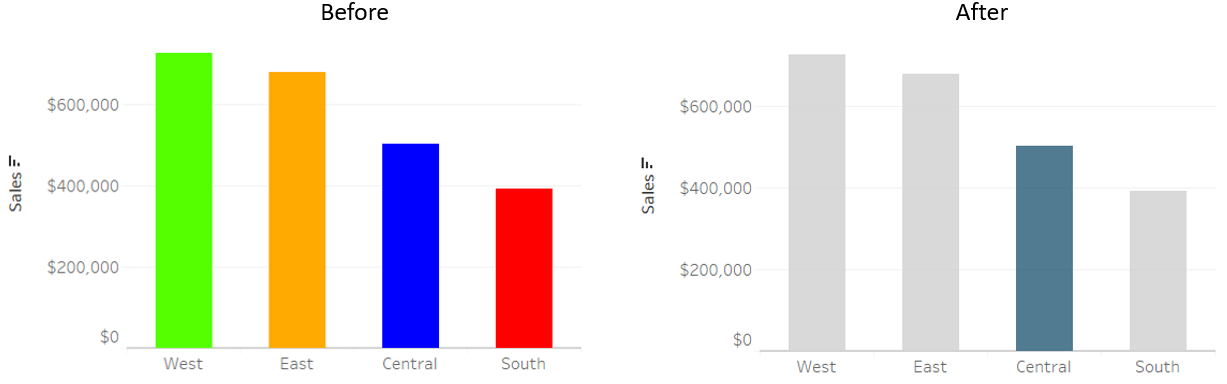 Before
$600,000
$400,000
$200,000
$0
Sales
West East Central South
After
$600,000
$400,000
$200,000
$0
Sales
West East Central South